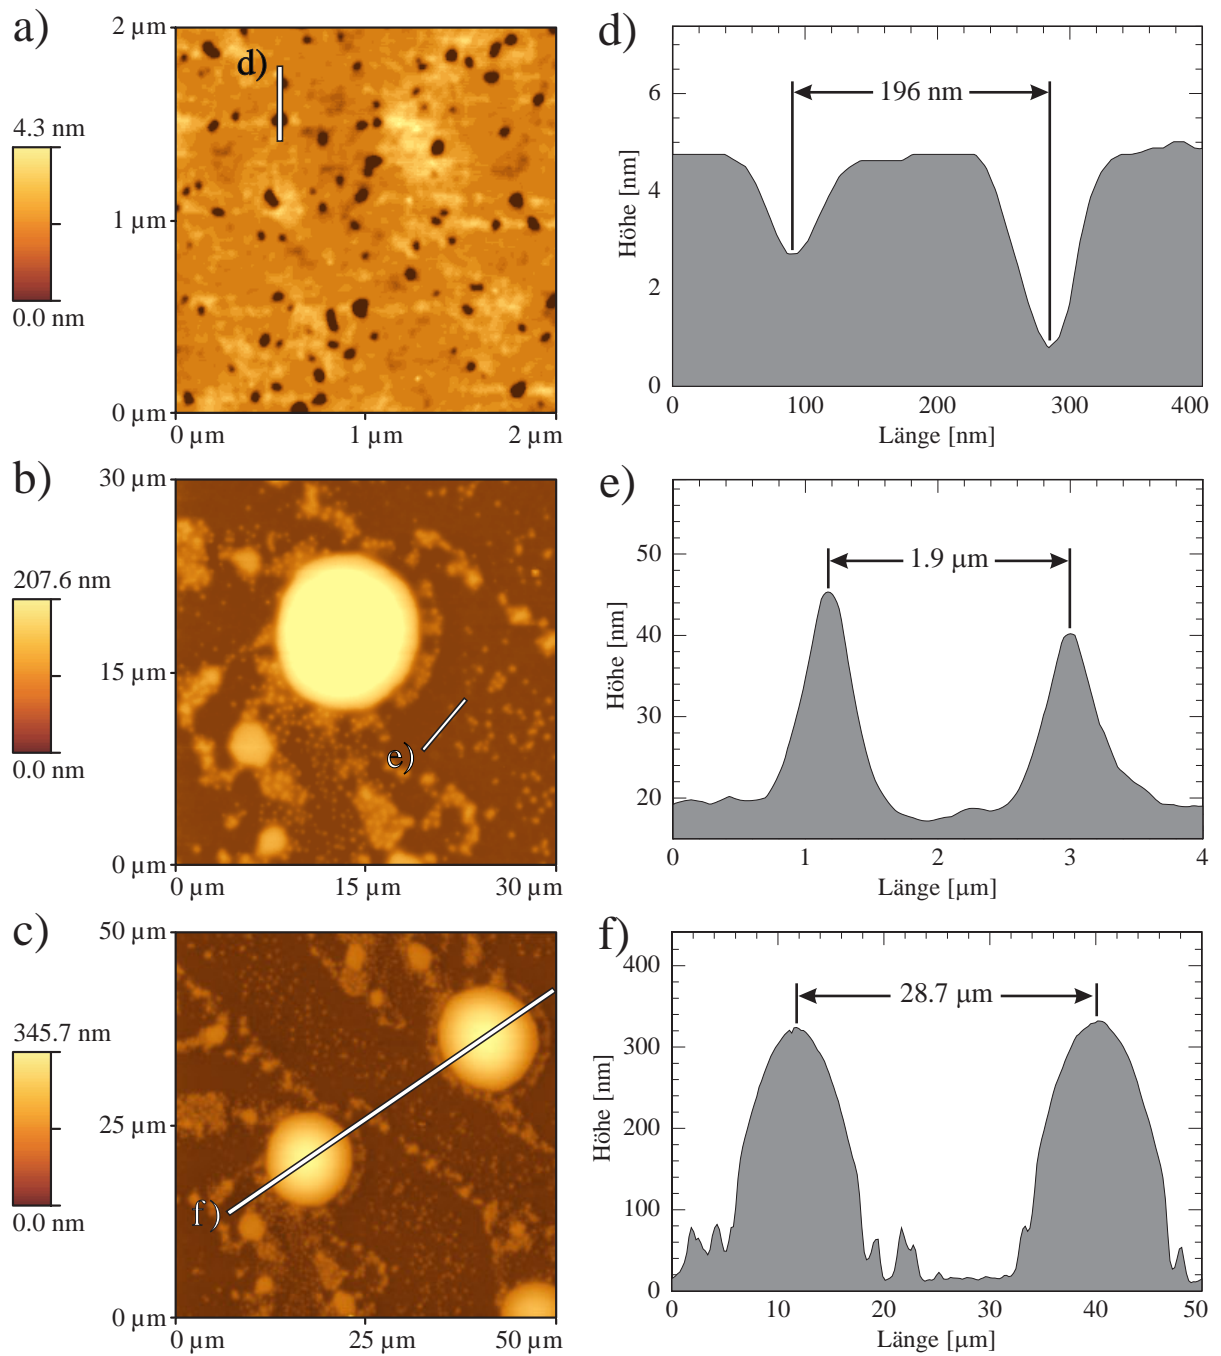 a)
2 µm
d)
4.3 nm
1 µm
0.0 nm
0 µm
0 µm
1 µm
2 µm
d)
6
196 nm
4
Höhe [nm]
2
0
0
100
200
300
400
Länge [nm]
b)
30 µm
207.6 nm
15 µm
e)
0.0 nm
0 µm
0 µm
15 µm
30 µm
e)
50
1.9 µm
40
Höhe [nm]
30
20
0
1
2
3
4
Länge [µm]
c)
50 µm
345.7 nm
25 µm
f)
0.0 nm
0 µm
0 µm
25 µm
50 µm
f)
400
28.7 µm
300
Höhe [nm]
200
100
0
0
10
20
30
40
50
Länge [µm]